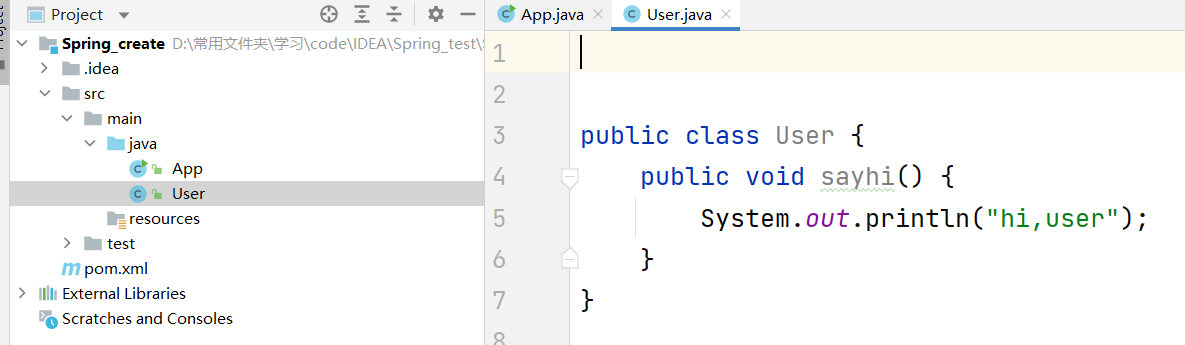 Project
Project
Spring_create D:\常用文件夹\学习\code\IDEA\Spring_test\
.idea
src
main
java
App
User
resources
test
pom.xml
External Libraries
Scratches and Consoles
App.java
User.java
1
2
3 public class User {
4 public void sayhi() {
5 System.out.println("hi,user");
6 }
7 }
8